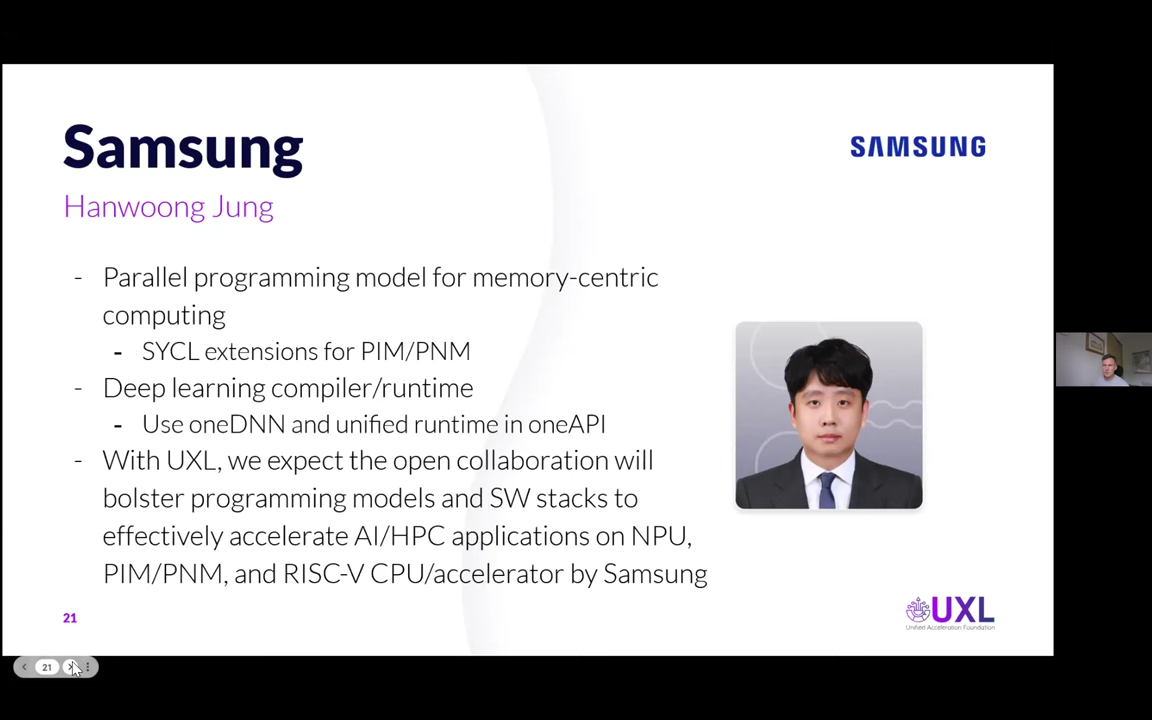 Samsung
SAMSUNG
Hanwoong Jung
- Parallel programming model for memory-centric
computing
- SYCL extensions for PIM/PNM
- Deep learning compiler/runtime
- Use oneDNN and unified runtime in oneAPI
- With UXL, we expect the open collaboration will
bolster programming models and SW stacks to
effectively accelerate AI/HPC applications on NPU,
PIM/PNM, and RISC-V CPU/accelerator by Samsung
21
UXL
Unified Acceleration Foundation
21